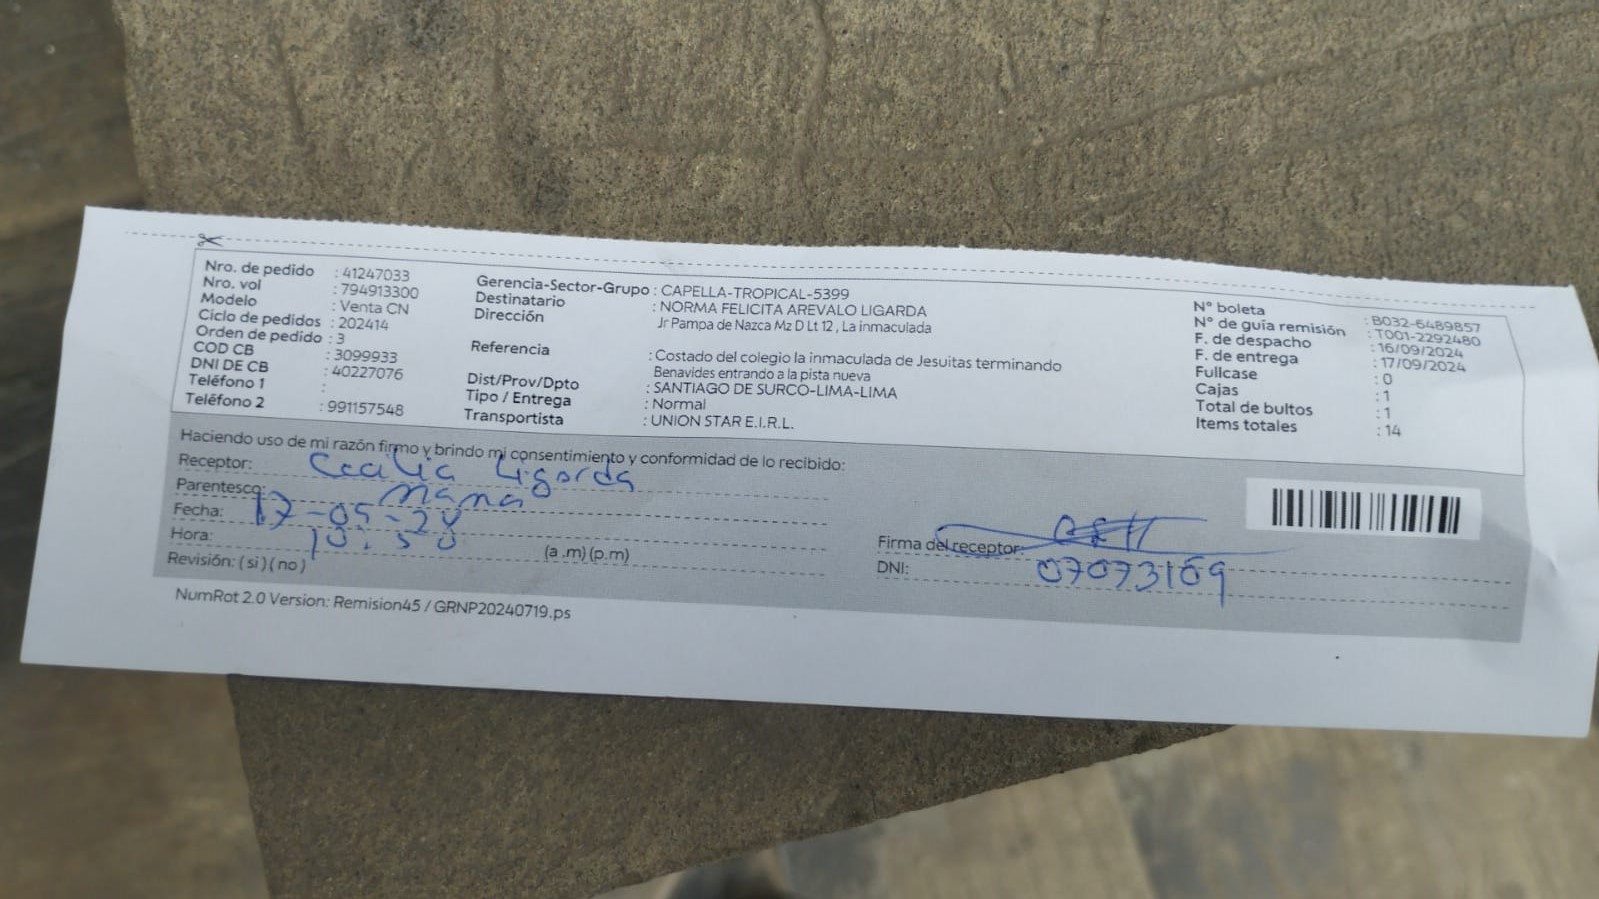 Nro. de pedido : 41247033
Nro. vol : 794913300
Modelo : Venta CN
Ciclo de pedidos : 202414
Orden de pedido : 3
COD CB : 3099933
DNI DE CB : 40227076
Teléfono 1 :
Teléfono 2 : 991157548
Gerencia-Sector-Grupo : CAPELLA-TROPICAL-5399
Destinatario : NORMA FELICITA AREVALO LIGARDA
Dirección Jr Pampa de Nazca Mz D Lt 12 , La inmaculada
Referencia : Costado del colegio la inmaculada de Jesuitas terminando
Benavides entrando a la pista nueva
Dist/Prov/Dpto : SANTIAGO DE SURCO-LIMA-LIMA
Tipo / Entrega : Normal
Transportista : UNION STAR E.I.R.L.
N° boleta : B032-6489857
N° de guía remisión : T001-2292480
F. de despacho : 16/09/2024
F. de entrega : 17/09/2024
Fullcase : 0
Cajas : 1
Total de bultos : 1
Items totales : 14
Haciendo uso de mi razón firmo y brindo mi consentimiento y conformidad de lo recibido:
Receptor: Cecilia Ligarda
Parentesco: Mama
Fecha: 17-09-24
Hora: 10:50 (a .m) (p.m)
Revisión: ( si ) ( no )
Firma del receptor:
DNI: 07073169
NumRot 2.0 Version: Remision45 / GRNP20240719.ps